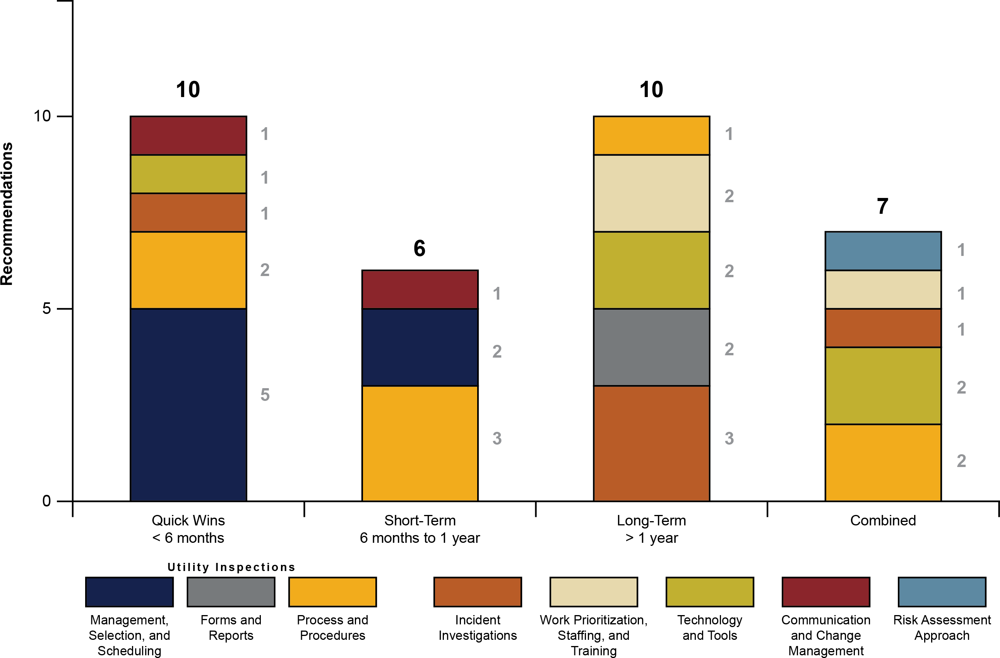 Recommendations
10
5
0
10
1
1
1
2
5
6
1
2
3
10
1
2
2
2
3
7
1
1
1
2
2
Quick Wins
< 6 months
Short-Term
6 months to 1 year
Long-Term
> 1 year
Combined
Utility Inspections
Management,
Selection, and
Scheduling
Forms and
Reports
Process and
Procedures
Incident
Investigations
Work Prioritization,
Staffing, and
Training
Technology
and Tools
Communication
and Change
Management
Risk Assessment
Approach